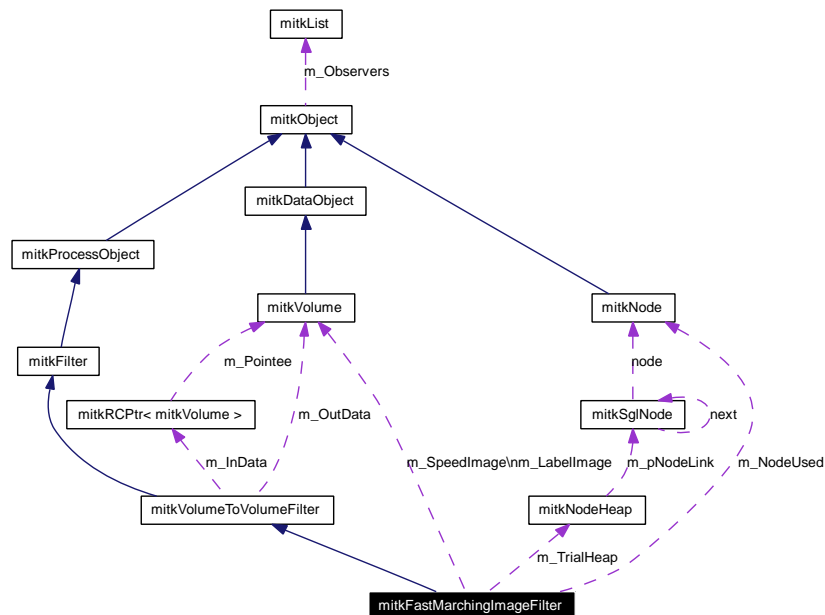 mitkList
m_Observers
mitkObject
mitkDataObject
mitkProcessObject
mitkVolume
mitkNode
mitkFilter
m_Pointee
node
mitkRCPtr< mitkVolume >
m_OutData
mitkSglNode
next
m_InData
m_SpeedImage\nm_LabelImage
m_pNodeLink
m_NodeUsed
mitkVolumeToVolumeFilter
mitkNodeHeap
m_TrialHeap
mitkFastMarchingImageFilter